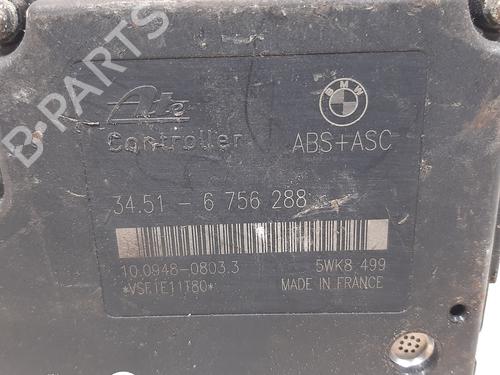 B-PARTS
Ate
BMW
Controller ABS+ASC
34.51 - 6 756 288
10.0948-0803.3 5WK8 499
*VSF1E11T80* MADE IN FRANCE